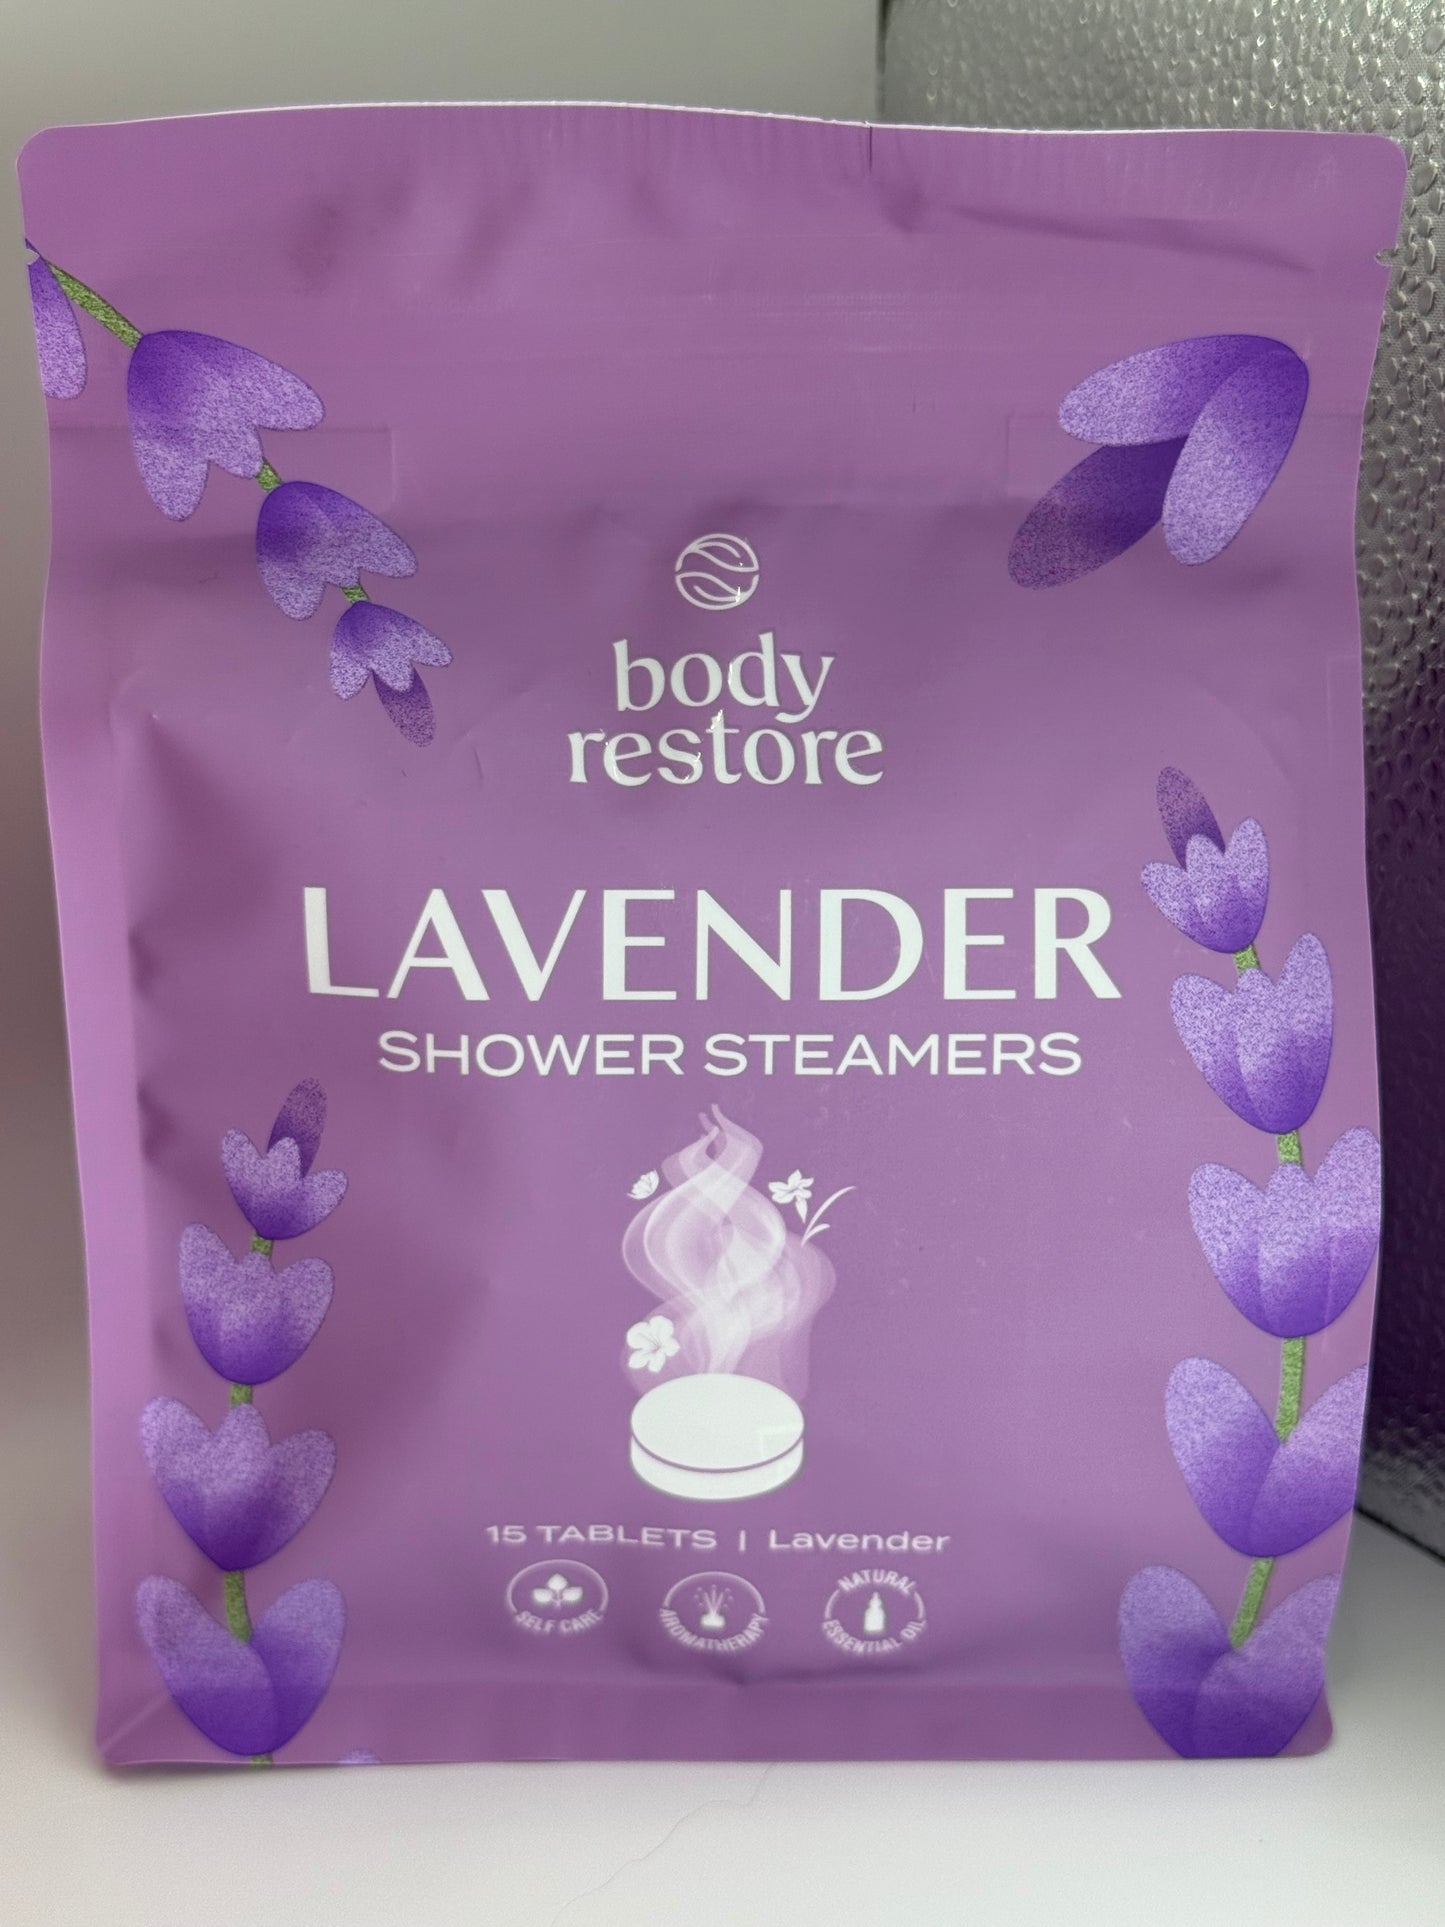 body
restore
LAVENDER
SHOWER STEAMERS
15 TABLETS | Lavender
SELF CARE
AROMATHERAPY
NATURAL
ESSENTIAL OIL